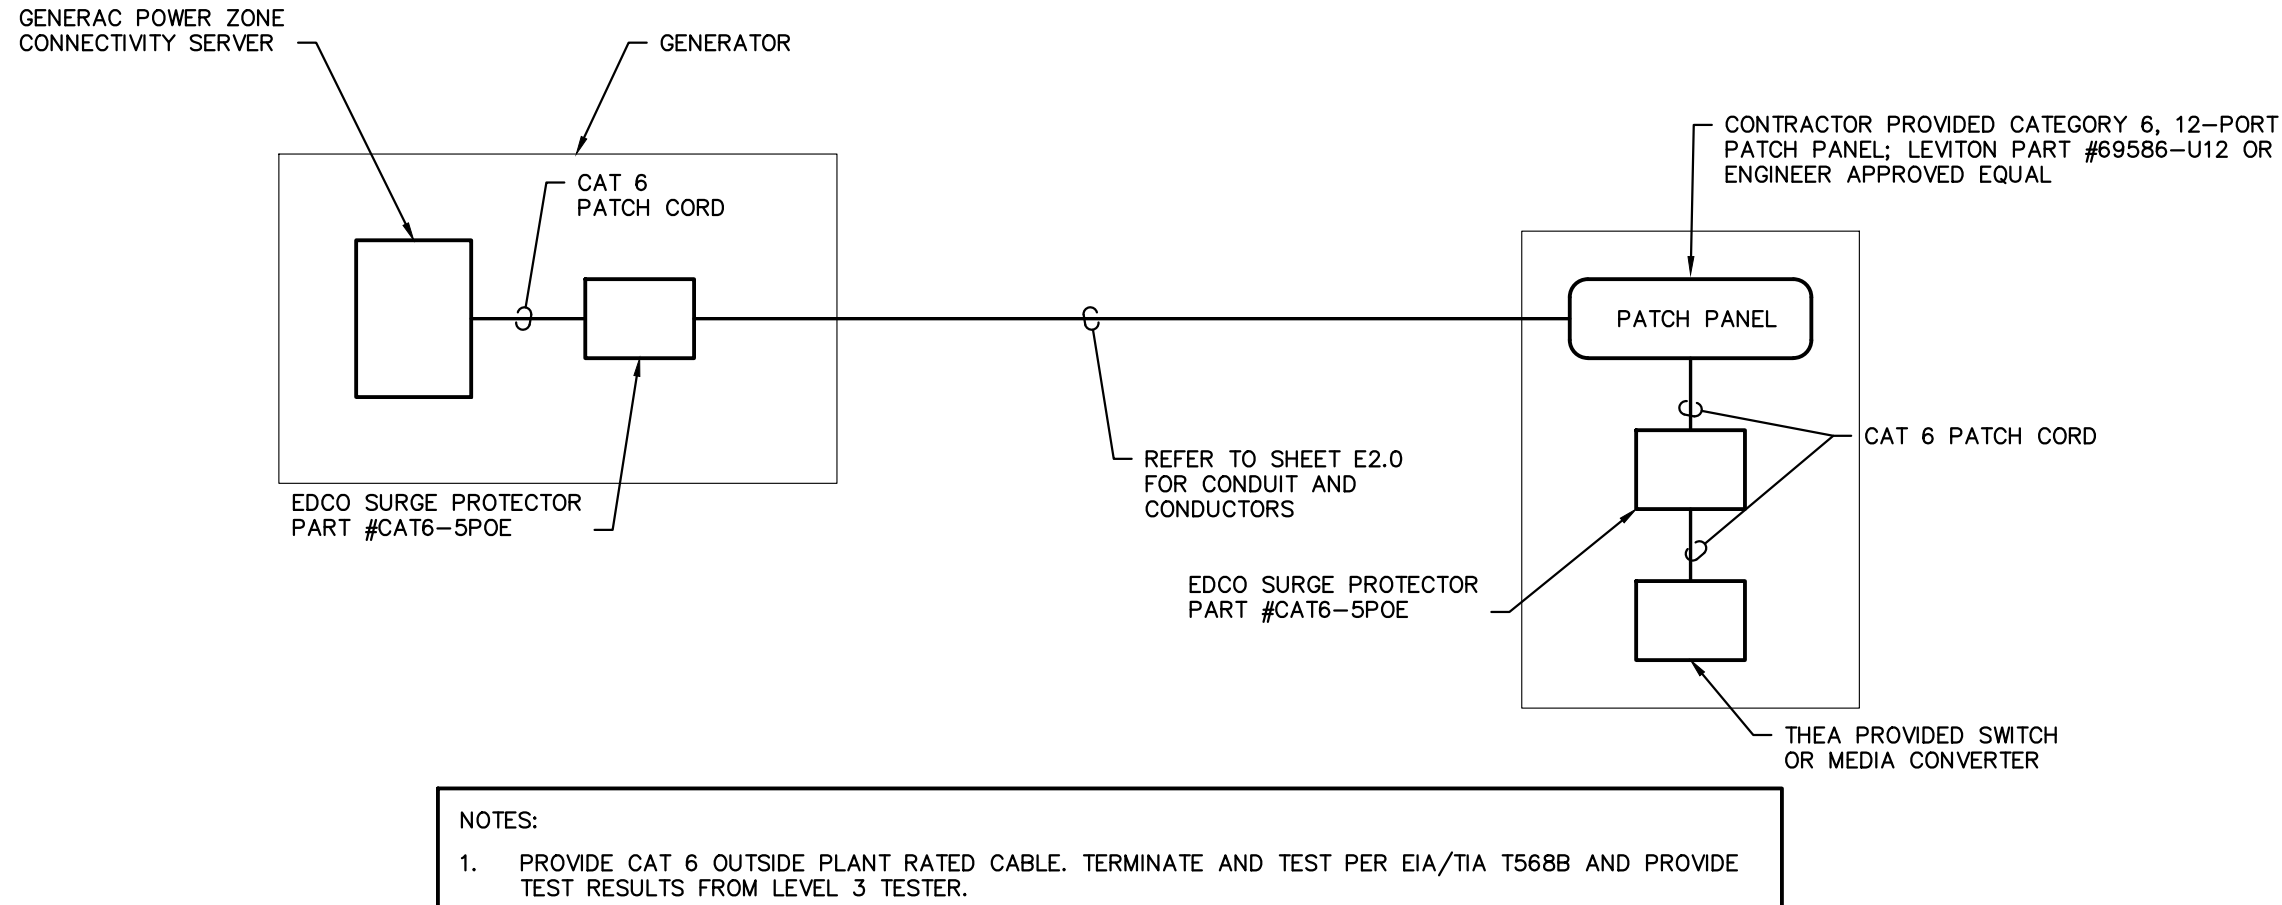 GENERAC POWER ZONE
CONNECTIVITY SERVER
GENERATOR
CONTRACTOR PROVIDED CATEGORY 6, 12-PORT
PATCH PANEL; LEVITON PART #69586-U12 OR
ENGINEER APPROVED EQUAL
CAT 6
PATCH CORD
PATCH PANEL
CAT 6 PATCH CORD
REFER TO SHEET E2.0
FOR CONDUIT AND
CONDUCTORS
EDCO SURGE PROTECTOR
PART #CAT6-5POE
EDCO SURGE PROTECTOR
PART #CAT6-5POE
THEA PROVIDED SWITCH
OR MEDIA CONVERTER
NOTES:
1. PROVIDE CAT 6 OUTSIDE PLANT RATED CABLE. TERMINATE AND TEST PER EIA/TIA T568B AND PROVIDE
TEST RESULTS FROM LEVEL 3 TESTER.